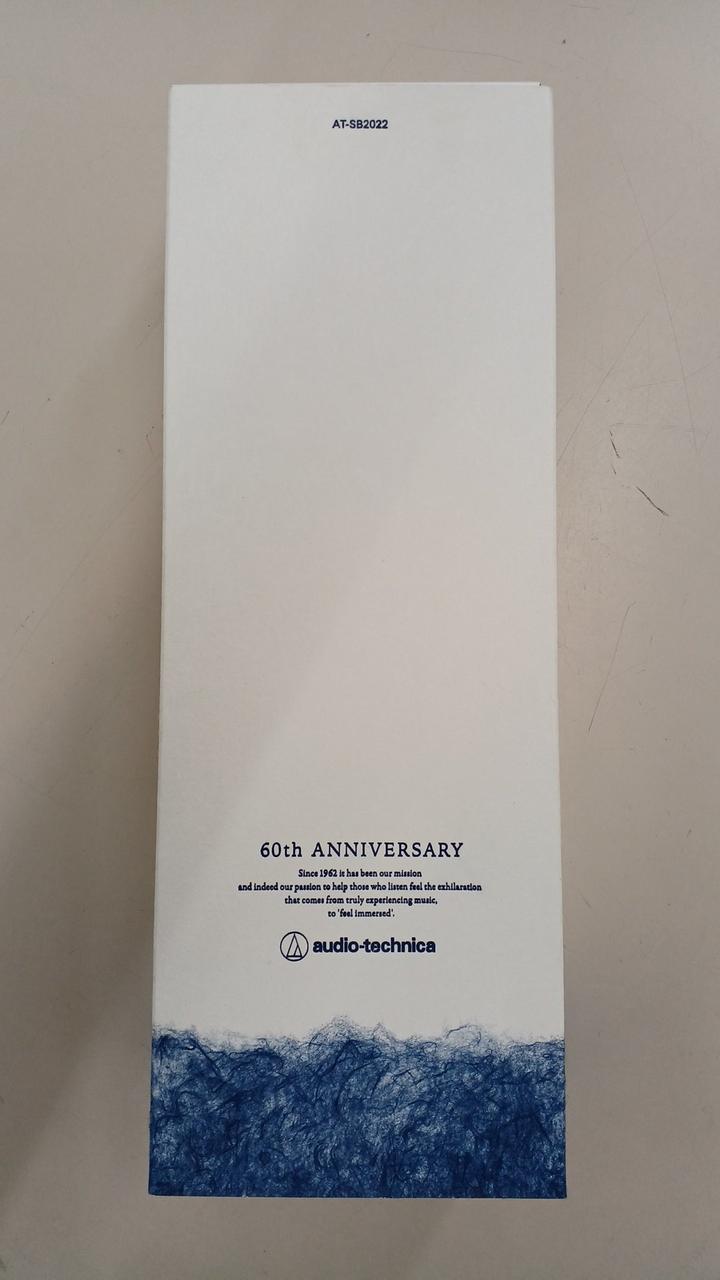 AT-SB2022
60th ANNIVERSARY
Since 1962 it has been our mission
and indeed our passion to help those who listen feel the exhilaration
that comes from truly experiencing music,
to 'feel immersed'.
audio-technica